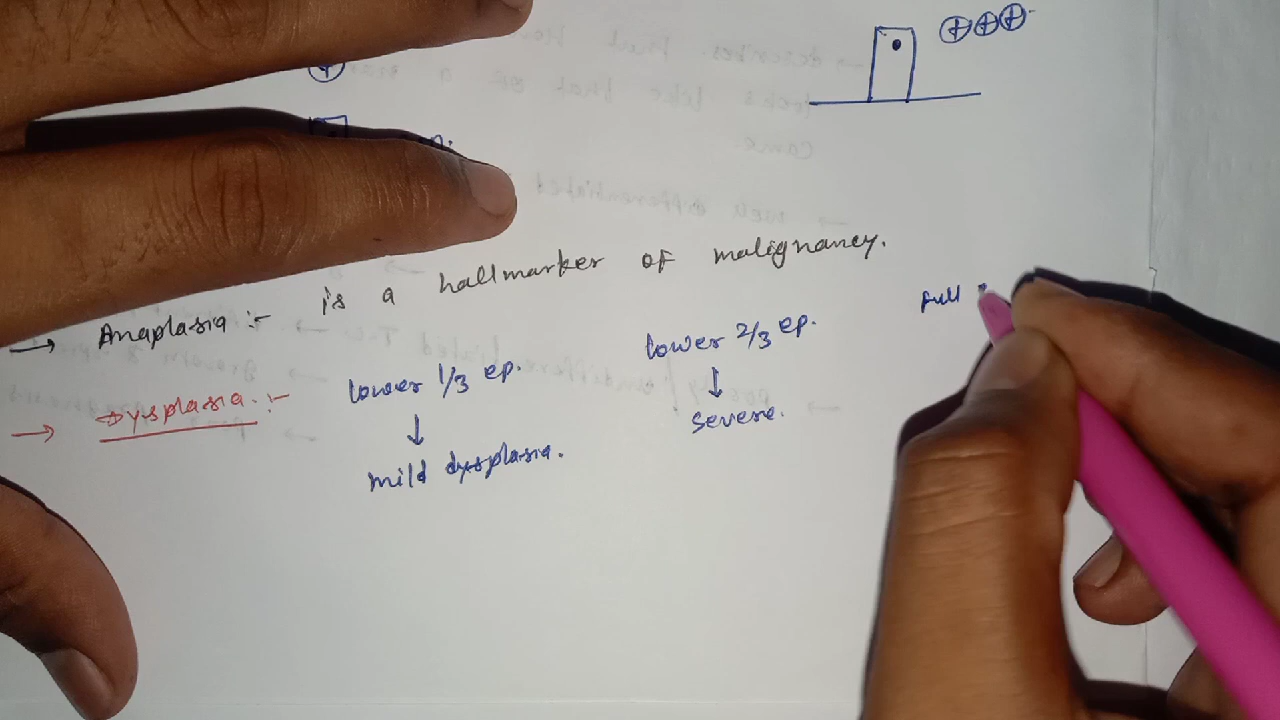 → Anaplasia :- is a hallmarker of malignancy.
→ Dysplasia :- lower 1/3 ep. lower 2/3 ep. Full
↓ ↓
mild dysplasia. severe.